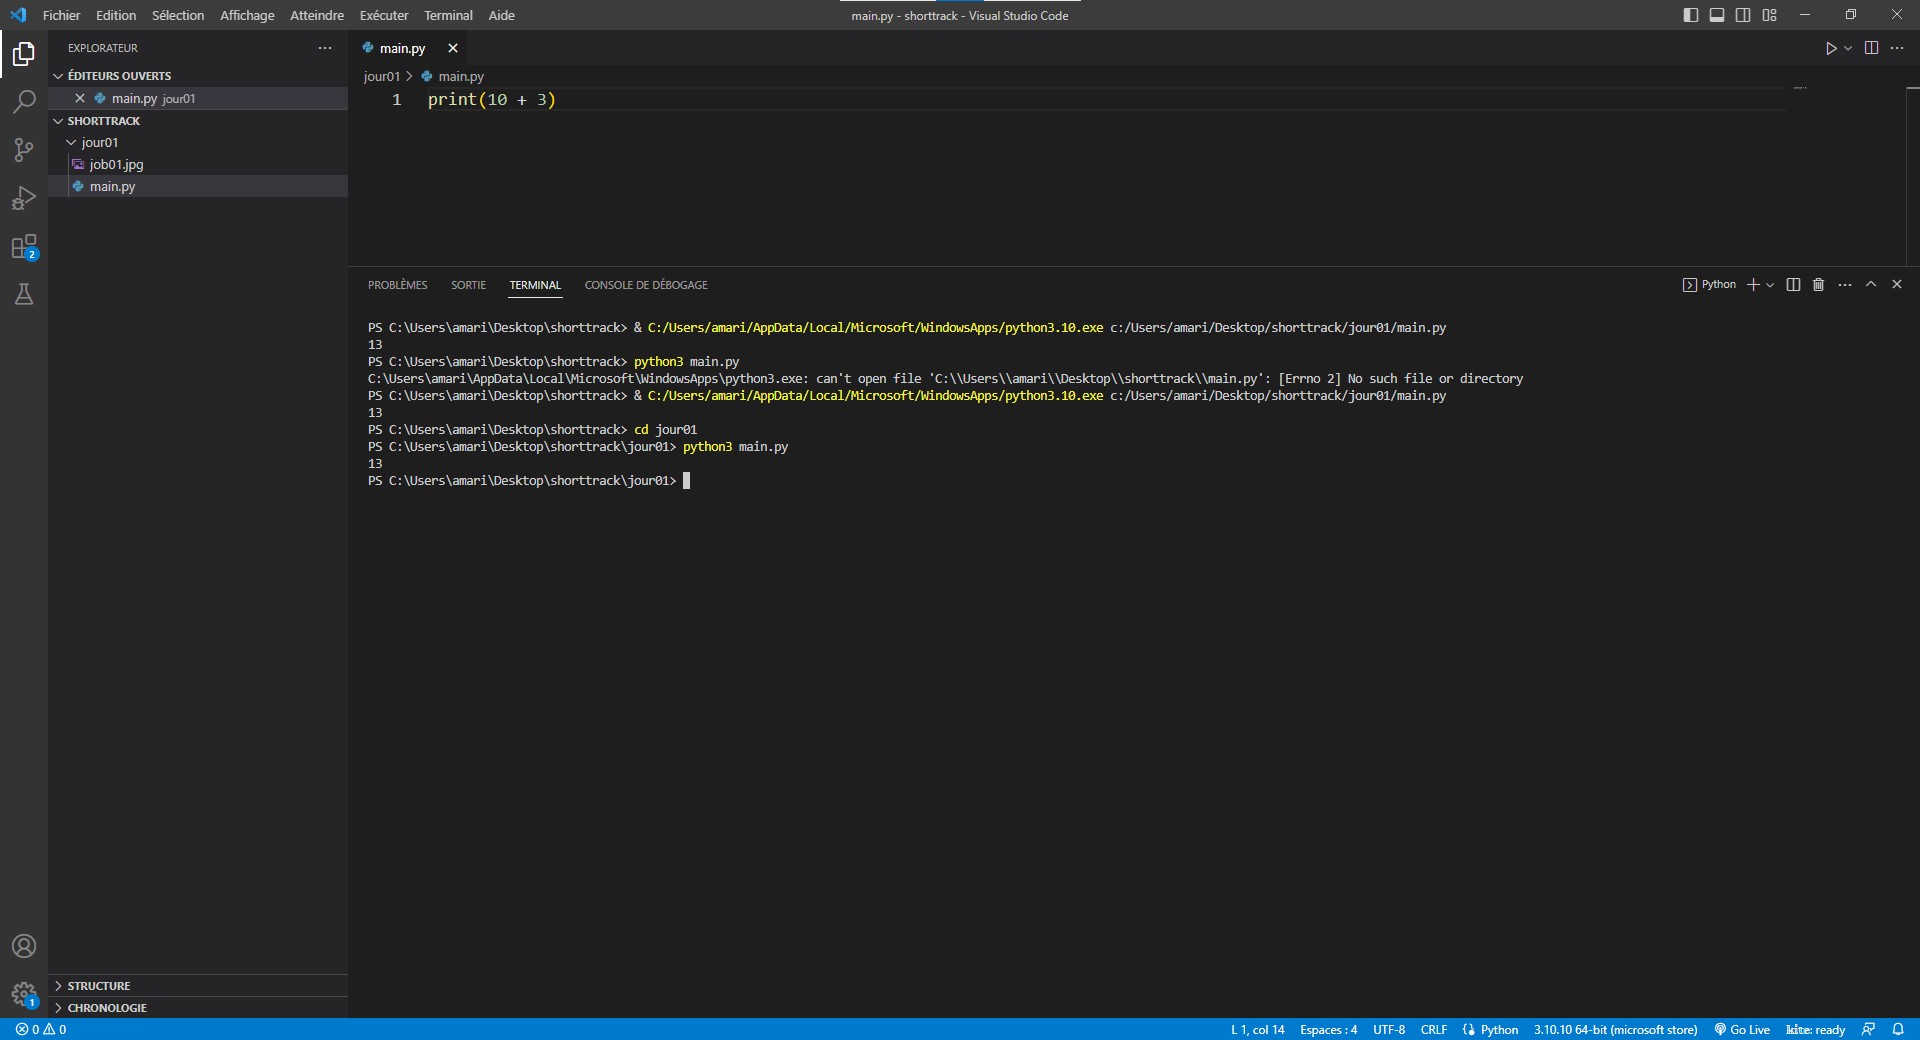 Fichier Edition Sélection Affichage Atteindre Exécuter Terminal Aide
main.py - shorttrack - Visual Studio Code
EXPLORATEUR
main.py
ÉDITEURS OUVERTS
jour01 > main.py
main.py jour01
1 print(10 + 3)
SHORTTRACK
jour01
job01.jpg
main.py
2
PROBLÈMES SORTIE TERMINAL CONSOLE DE DÉBOGAGE
Python
PS C:\Users\amari\Desktop\shorttrack> & C:/Users/amari/AppData/Local/Microsoft/WindowsApps/python3.10.exe c:/Users/amari/Desktop/shorttrack/jour01/main.py
13
PS C:\Users\amari\Desktop\shorttrack> python3 main.py
C:\Users\amari\AppData\Local\Microsoft\WindowsApps\python3.exe: can't open file 'C:\\Users\\amari\\Desktop\\shorttrack\\main.py': [Errno 2] No such file or directory
PS C:\Users\amari\Desktop\shorttrack> & C:/Users/amari/AppData/Local/Microsoft/WindowsApps/python3.10.exe c:/Users/amari/Desktop/shorttrack/jour01/main.py
13
PS C:\Users\amari\Desktop\shorttrack> cd jour01
PS C:\Users\amari\Desktop\shorttrack\jour01> python3 main.py
13
PS C:\Users\amari\Desktop\shorttrack\jour01>
STRUCTURE
1
CHRONOLOGIE
0 0
L 1, col 14 Espaces : 4 UTF-8 CRLF Python 3.10.10 64-bit (microsoft store) Go Live kite: ready